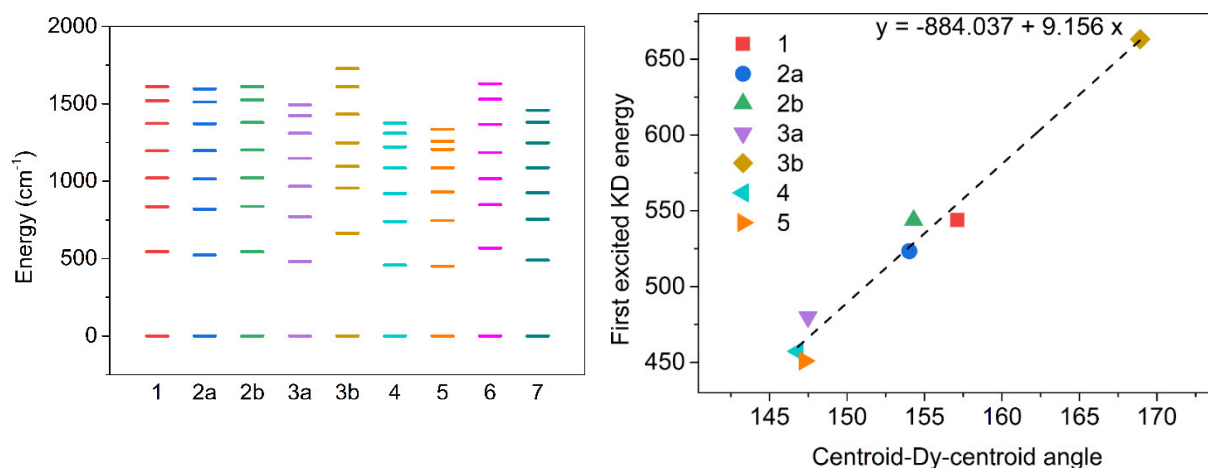 2000
1500
1000
500
0
Energy (cm⁻¹)
1 2a 2b 3a 3b 4 5 6 7
y = -884.037 + 9.156 x
1
2a
2b
3a
3b
4
5
650
600
550
500
450
First excited KD energy
145 150 155 160 165 170
Centroid-Dy-centroid angle